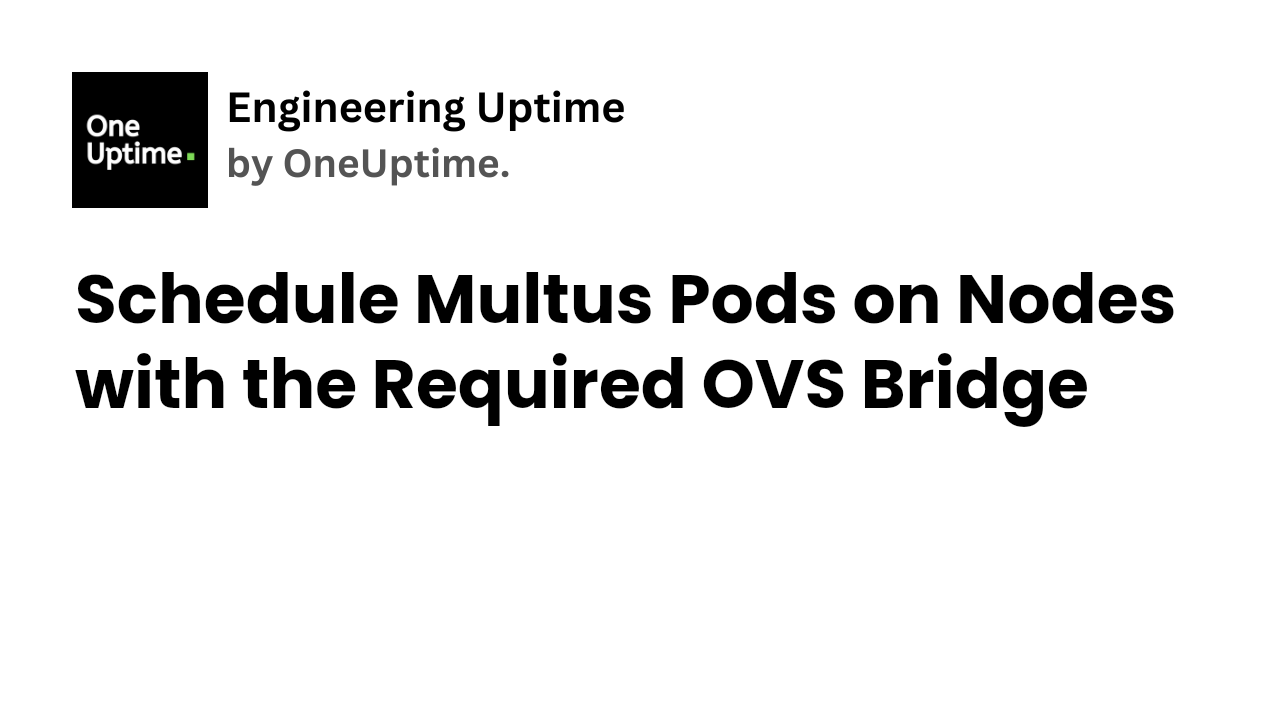 One
Uptime
Engineering Uptime
by OneUptime.
Schedule Multus Pods on Nodes
with the Required OVS Bridge